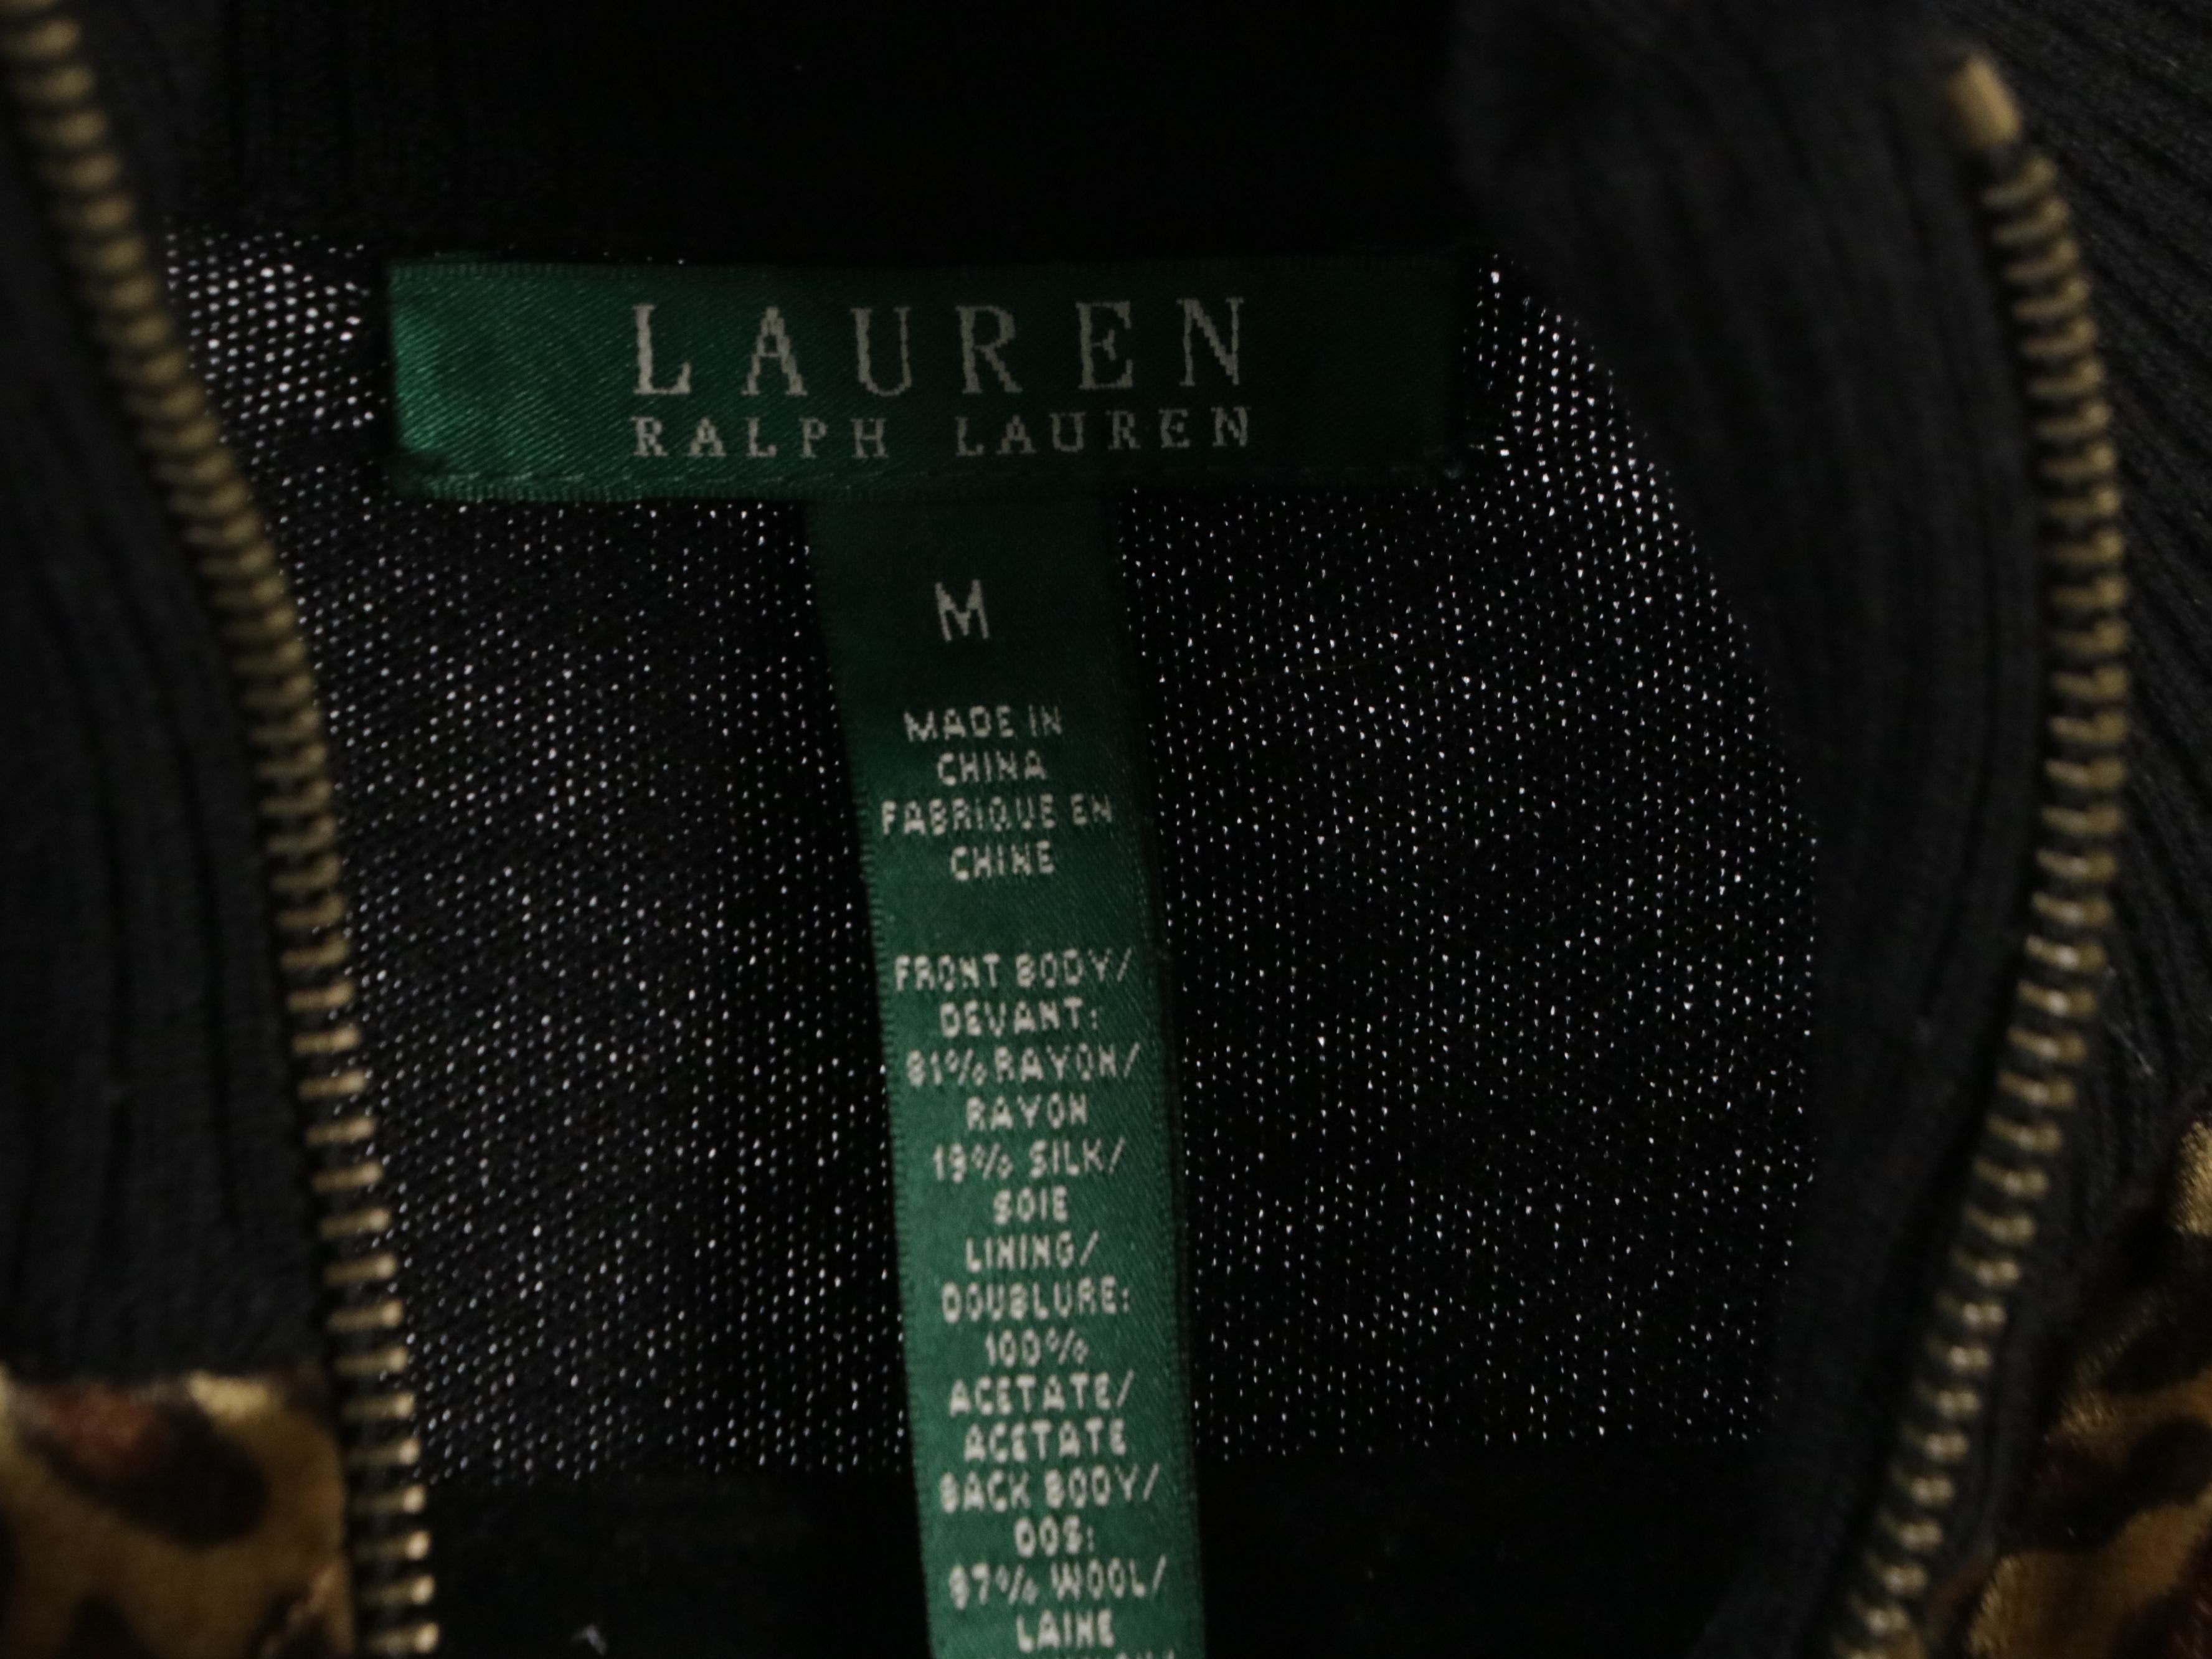 LAUREN
RALPH LAUREN
M
MADE IN
CHINA
FABRIQUE EN
CHINE
FRONT BODY/
DEVANT:
81% RAYON/
RAYON
19% SILK/
SOIE
LINING/
DOUBLURE:
100%
ACETATE/
ACETATE
BACK BODY/
DOS:
97% WOOL/
LAINE